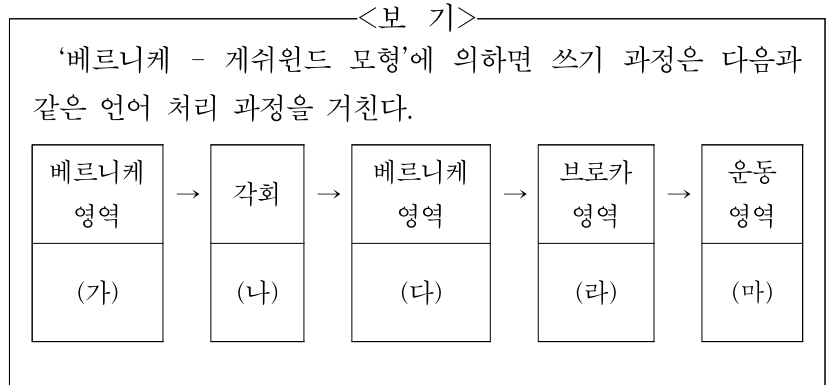 <보 기>
‘베르니케 - 게쉬윈드 모형’에 의하면 쓰기 과정은 다음과
같은 언어 처리 과정을 거친다.
베르니케 영역 → 각회 → 베르니케 영역 → 브로카 영역 → 운동 영역
(가) (나) (다) (라) (마)